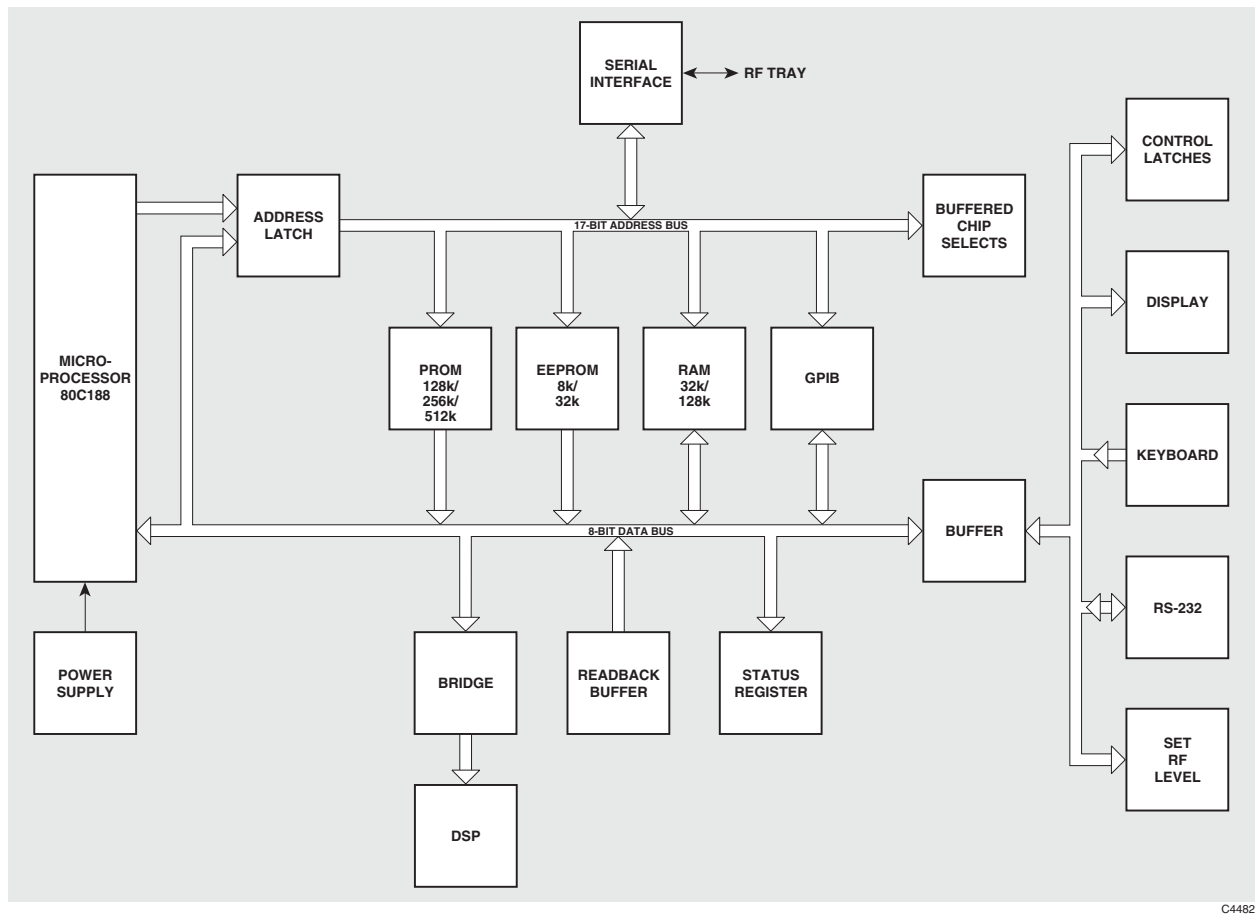 SERIAL
INTERFACE
RF TRAY
CONTROL
LATCHES
ADDRESS
LATCH
17-BIT ADDRESS BUS
BUFFERED
CHIP
SELECTS
DISPLAY
MICRO-
PROCESSOR
80C188
PROM
128k/
256k/
512k
EEPROM
8k/
32k
RAM
32k/
128k
GPIB
KEYBOARD
8-BIT DATA BUS
BUFFER
RS-232
POWER
SUPPLY
BRIDGE
READBACK
BUFFER
STATUS
REGISTER
SET
RF
LEVEL
DSP
C4482